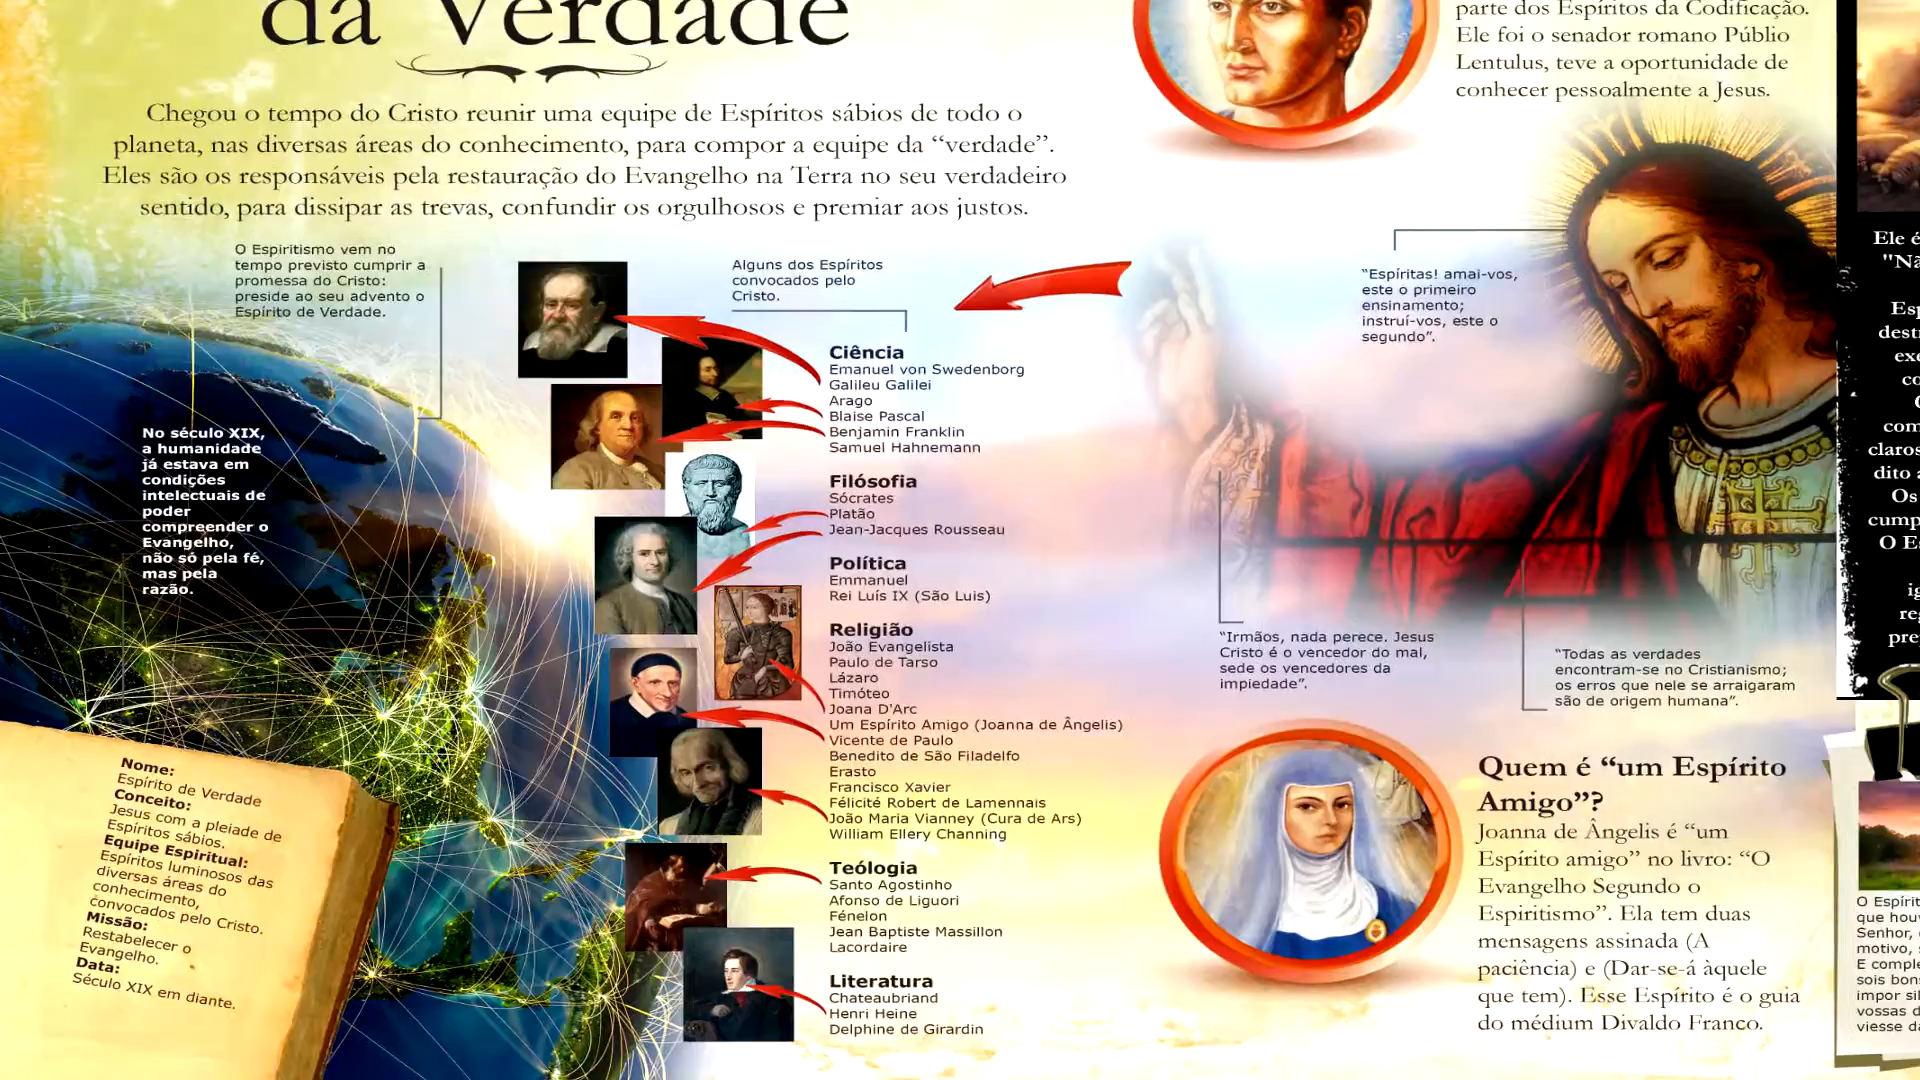 da Verdade
Chegou o tempo do Cristo reunir uma equipe de Espíritos sábios de todo o
planeta, nas diversas áreas do conhecimento, para compor a equipe da “verdade”.
Eles são os responsáveis pela restauração do Evangelho na Terra no seu verdadeiro
sentido, para dissipar as trevas, confundir os orgulhosos e premiar aos justos.
O Espiritismo vem no
tempo previsto cumprir a
promessa do Cristo:
preside ao seu advento o
Espírito de Verdade.
No século XIX,
a humanidade
já estava em
condições
intelectuais de
poder
compreender o
Evangelho,
não só pela fé,
mas pela
razão.
Nome:
Espírito de Verdade
Conceito:
Jesus com a pleiade de
Espíritos sábios.
Equipe Espiritual:
Espíritos luminosos das
diversas áreas do
conhecimento,
convocados pelo Cristo.
Missão:
Restabelecer o
Evangelho.
Data:
Século XIX em diante.
Alguns dos Espíritos
convocados pelo
Cristo.
Ciência
Emanuel von Swedenborg
Galileu Galilei
Arago
Blaise Pascal
Benjamin Franklin
Samuel Hahnemann
Filósofia
Sócrates
Platão
Jean-Jacques Rousseau
Política
Emmanuel
Rei Luís IX (São Luis)
Religião
João Evangelista
Paulo de Tarso
Lázaro
Timóteo
Joana D'Arc
Um Espírito Amigo (Joanna de Ângelis)
Vicente de Paulo
Benedito de São Filadelfo
Erasto
Francisco Xavier
Félicité Robert de Lamennais
João Maria Vianney (Cura de Ars)
William Ellery Channing
Teólogia
Santo Agostinho
Afonso de Liguori
Fénelon
Jean Baptiste Massillon
Lacordaire
Literatura
Chateaubriand
Henri Heine
Delphine de Girardin
parte dos Espíritos da Codificação.
Ele foi o senador romano Públio
Lentulus, teve a oportunidade de
conhecer pessoalmente a Jesus.
“Espíritas! amai-vos,
este o primeiro
ensinamento;
instruí-vos, este o
segundo”.
“Irmãos, nada perece. Jesus
Cristo é o vencedor do mal,
sede os vencedores da
impiedade”.
“Todas as verdades
encontram-se no Cristianismo;
os erros que nele se arraigaram
são de origem humana”.
Quem é “um Espírito
Amigo”?
Joanna de Ângelis é “um
Espírito amigo” no livro: “O
Evangelho Segundo o
Espiritismo”. Ela tem duas
mensagens assinada (A
paciência) e (Dar-se-á àquele
que tem). Esse Espírito é o guia
do médium Divaldo Franco.
Ele é
com
claros
dito
Os
O
O
que
Senhor,
motivo,
E
sois
impor
vossas
viesse